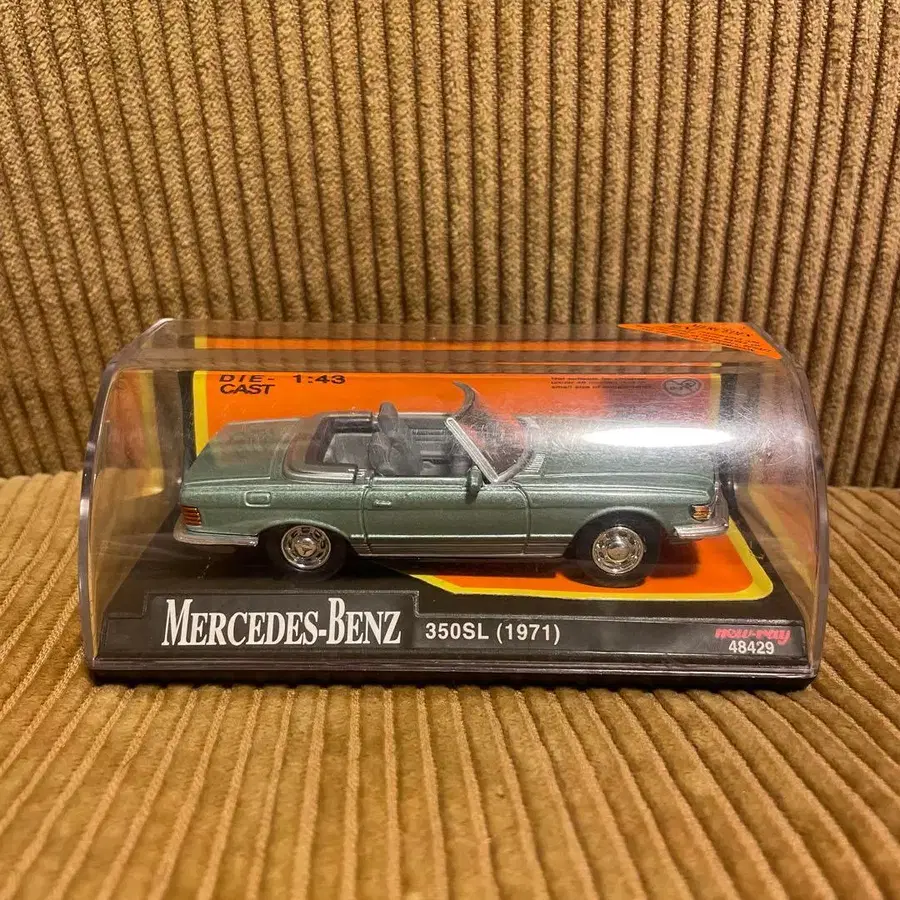 DIE-CAST 1:43
MERCEDES-BENZ
350SL (1971)
new-ray
48429